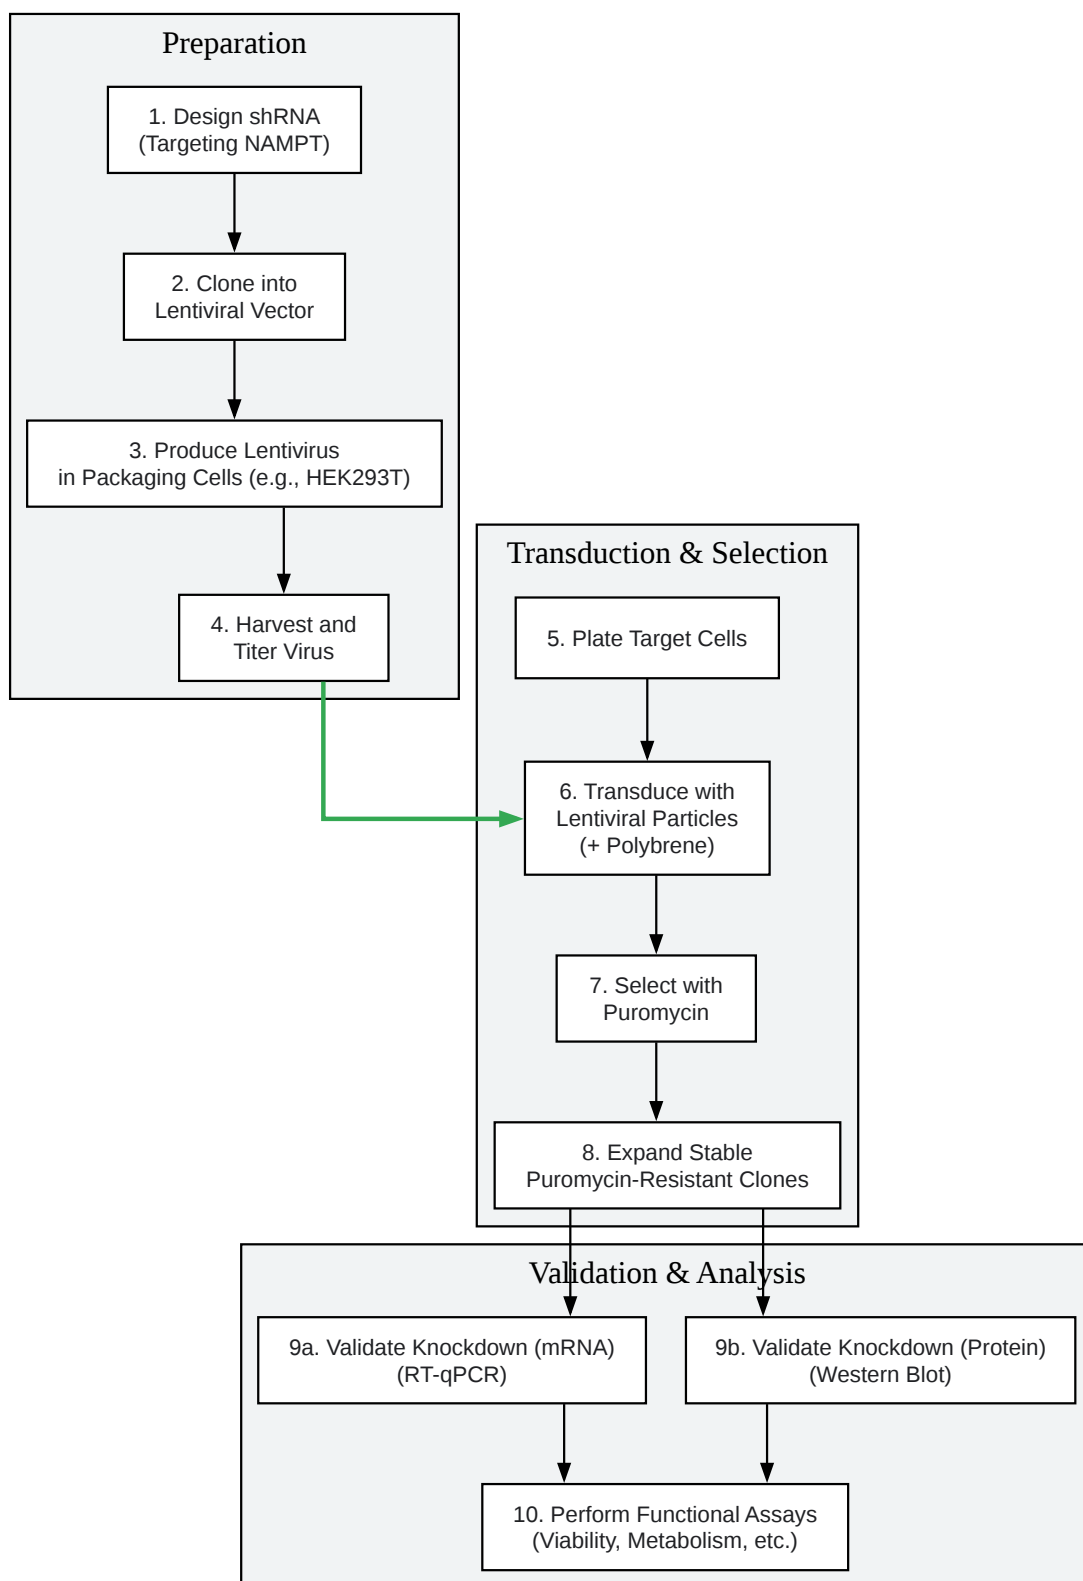 Preparation
1. Design shRNA
(Targeting NAMPT)
2. Clone into
Lentiviral Vector
3. Produce Lentivirus
in Packaging Cells (e.g., HEK293T)
4. Harvest and
Titer Virus
Transduction & Selection
5. Plate Target Cells
6. Transduce with
Lentiviral Particles
(+ Polybrene)
7. Select with
Puromycin
8. Expand Stable
Puromycin-Resistant Clones
Validation & Analysis
9a. Validate Knockdown (mRNA)
(RT-qPCR)
9b. Validate Knockdown (Protein)
(Western Blot)
10. Perform Functional Assays
(Viability, Metabolism, etc.)